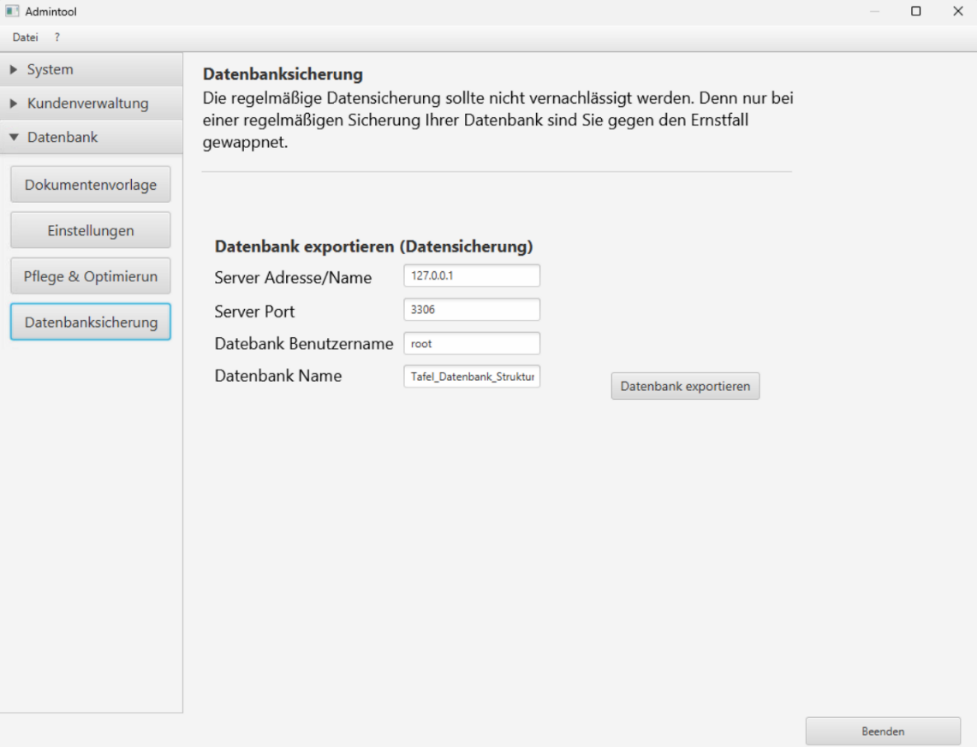 Admintool
Datei ?
System
Kundenverwaltung
Datenbank
Dokumentenvorlage
Einstellungen
Pflege & Optimierun
Datenbanksicherung
Datenbanksicherung
Die regelmäßige Datensicherung sollte nicht vernachlässigt werden. Denn nur bei
einer regelmäßigen Sicherung Ihrer Datenbank sind Sie gegen den Ernstfall
gewappnet.
Datenbank exportieren (Datensicherung)
Server Adresse/Name 127.0.0.1
Server Port 3306
Datebank Benutzername root
Datenbank Name Tafel_Datenbank_Struktur
Datenbank exportieren
Beenden